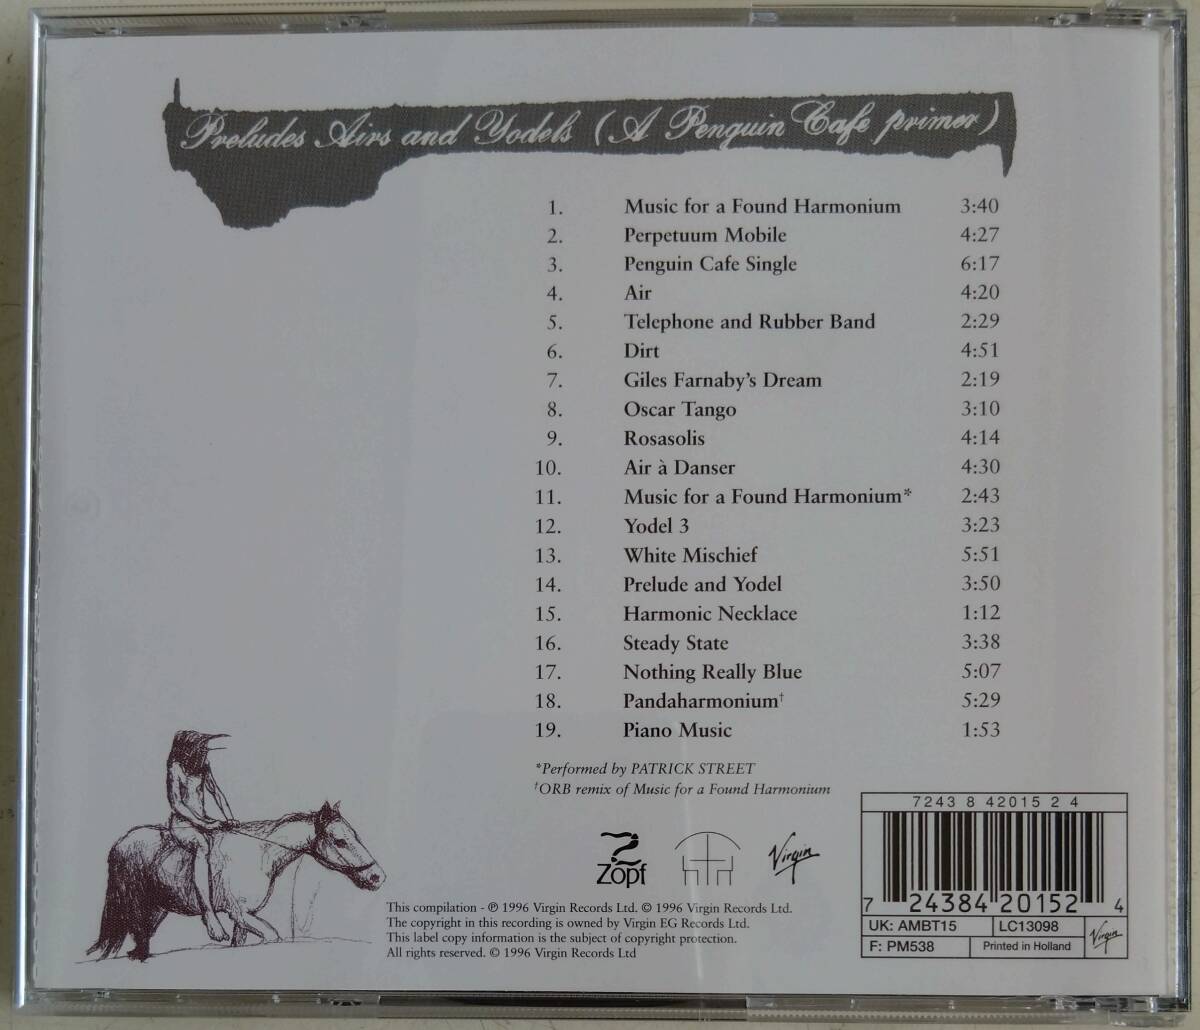 Preludes Airs and Yodels (A Penguin Cafe primer)
1. Music for a Found Harmonium 3:40
2. Perpetuum Mobile 4:27
3. Penguin Cafe Single 6:17
4. Air 4:20
5. Telephone and Rubber Band 2:29
6. Dirt 4:51
7. Giles Farnaby's Dream 2:19
8. Oscar Tango 3:10
9. Rosasolis 4:14
10. Air à Danser 4:30
11. Music for a Found Harmonium* 2:43
12. Yodel 3 3:23
13. White Mischief 5:51
14. Prelude and Yodel 3:50
15. Harmonic Necklace 1:12
16. Steady State 3:38
17. Nothing Really Blue 5:07
18. Pandaharmonium† 5:29
19. Piano Music 1:53
*Performed by PATRICK STREET
†ORB remix of Music for a Found Harmonium
Zopf
Virgin
This compilation - ℗ 1996 Virgin Records Ltd. © 1996 Virgin Records Ltd.
The copyright in this recording is owned by Virgin EG Records Ltd.
This label copy information is the subject of copyright protection.
All rights reserved. © 1996 Virgin Records Ltd
7243 8 42015 2 4
7 24384 20152 4
UK: AMBT15 LC13098
F: PM538 Printed in Holland
Virgin